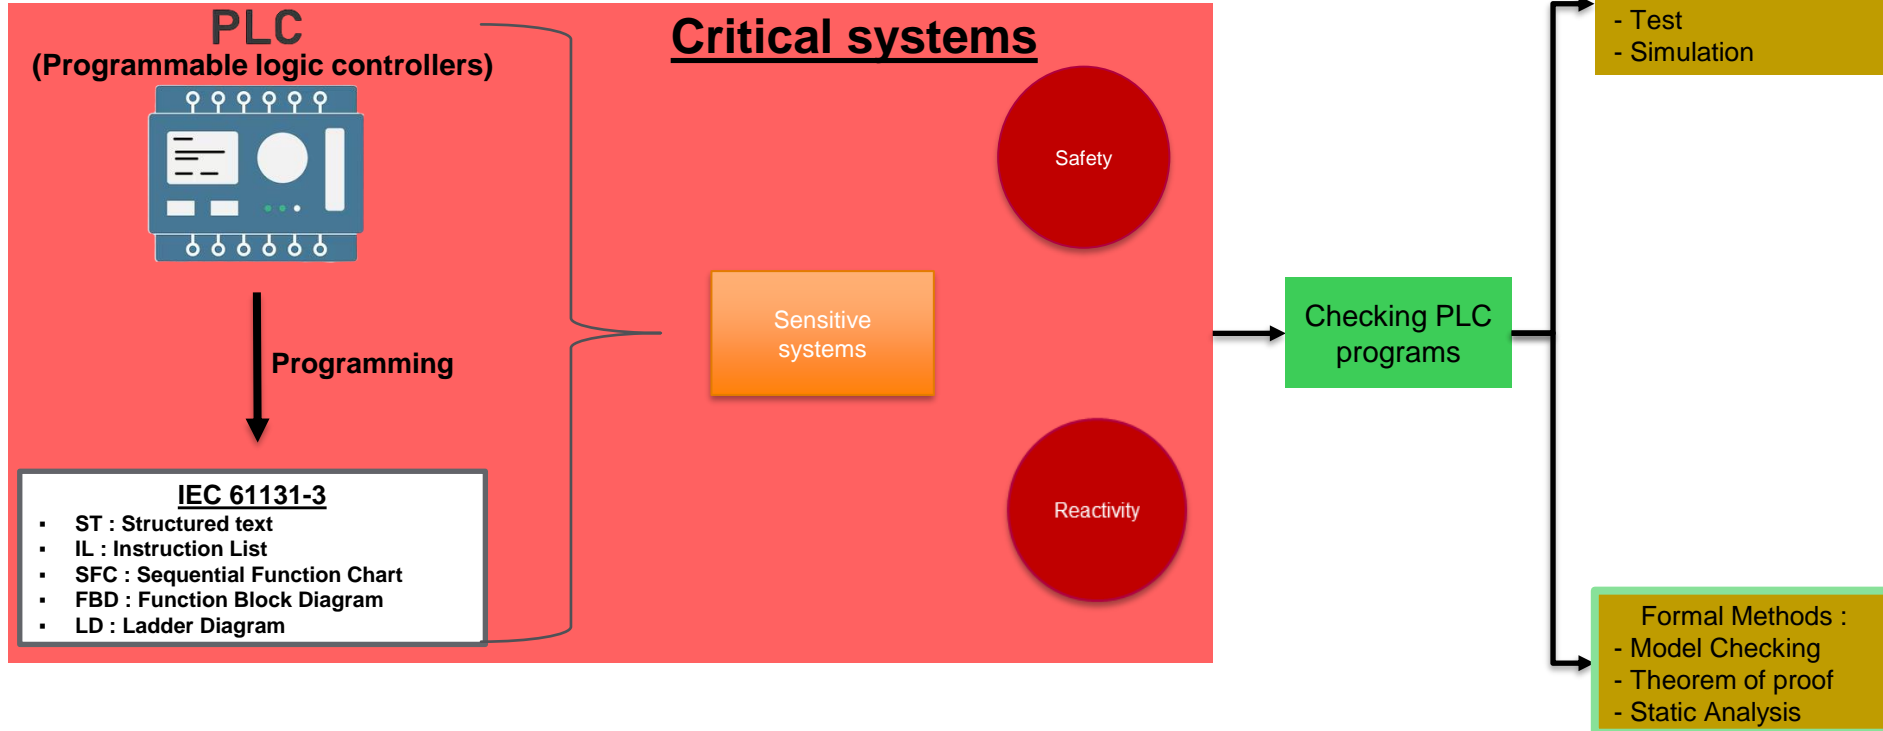 PLC
(Programmable logic controllers)
Programming
IEC 61131-3
▪ ST : Structured text
▪ IL : Instruction List
▪ SFC : Sequential Function Chart
▪ FBD : Function Block Diagram
▪ LD : Ladder Diagram
Critical systems
Sensitive
systems
Safety
Reactivity
Checking PLC
programs
- Test
- Simulation
Formal Methods :
- Model Checking
- Theorem of proof
- Static Analysis